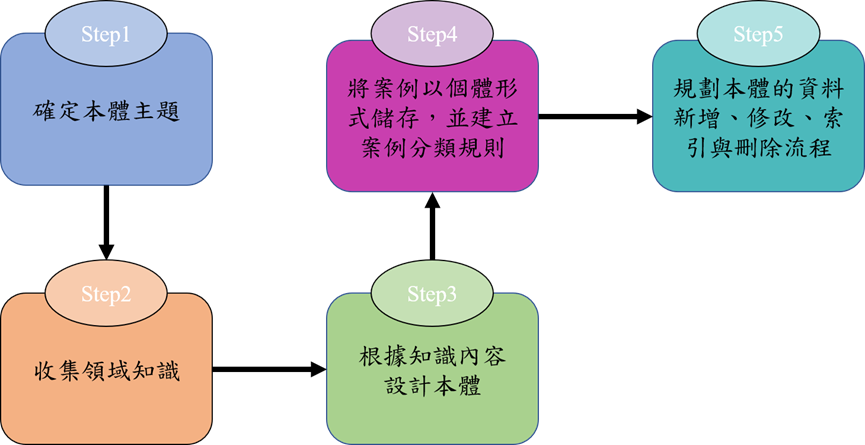 Step1
確定本體主題
Step2
收集領域知識
Step3
根據知識內容
設計本體
Step4
將案例以個體形
式儲存，並建立
案例分類規則
Step5
規劃本體的資料
新增、修改、索
引與刪除流程